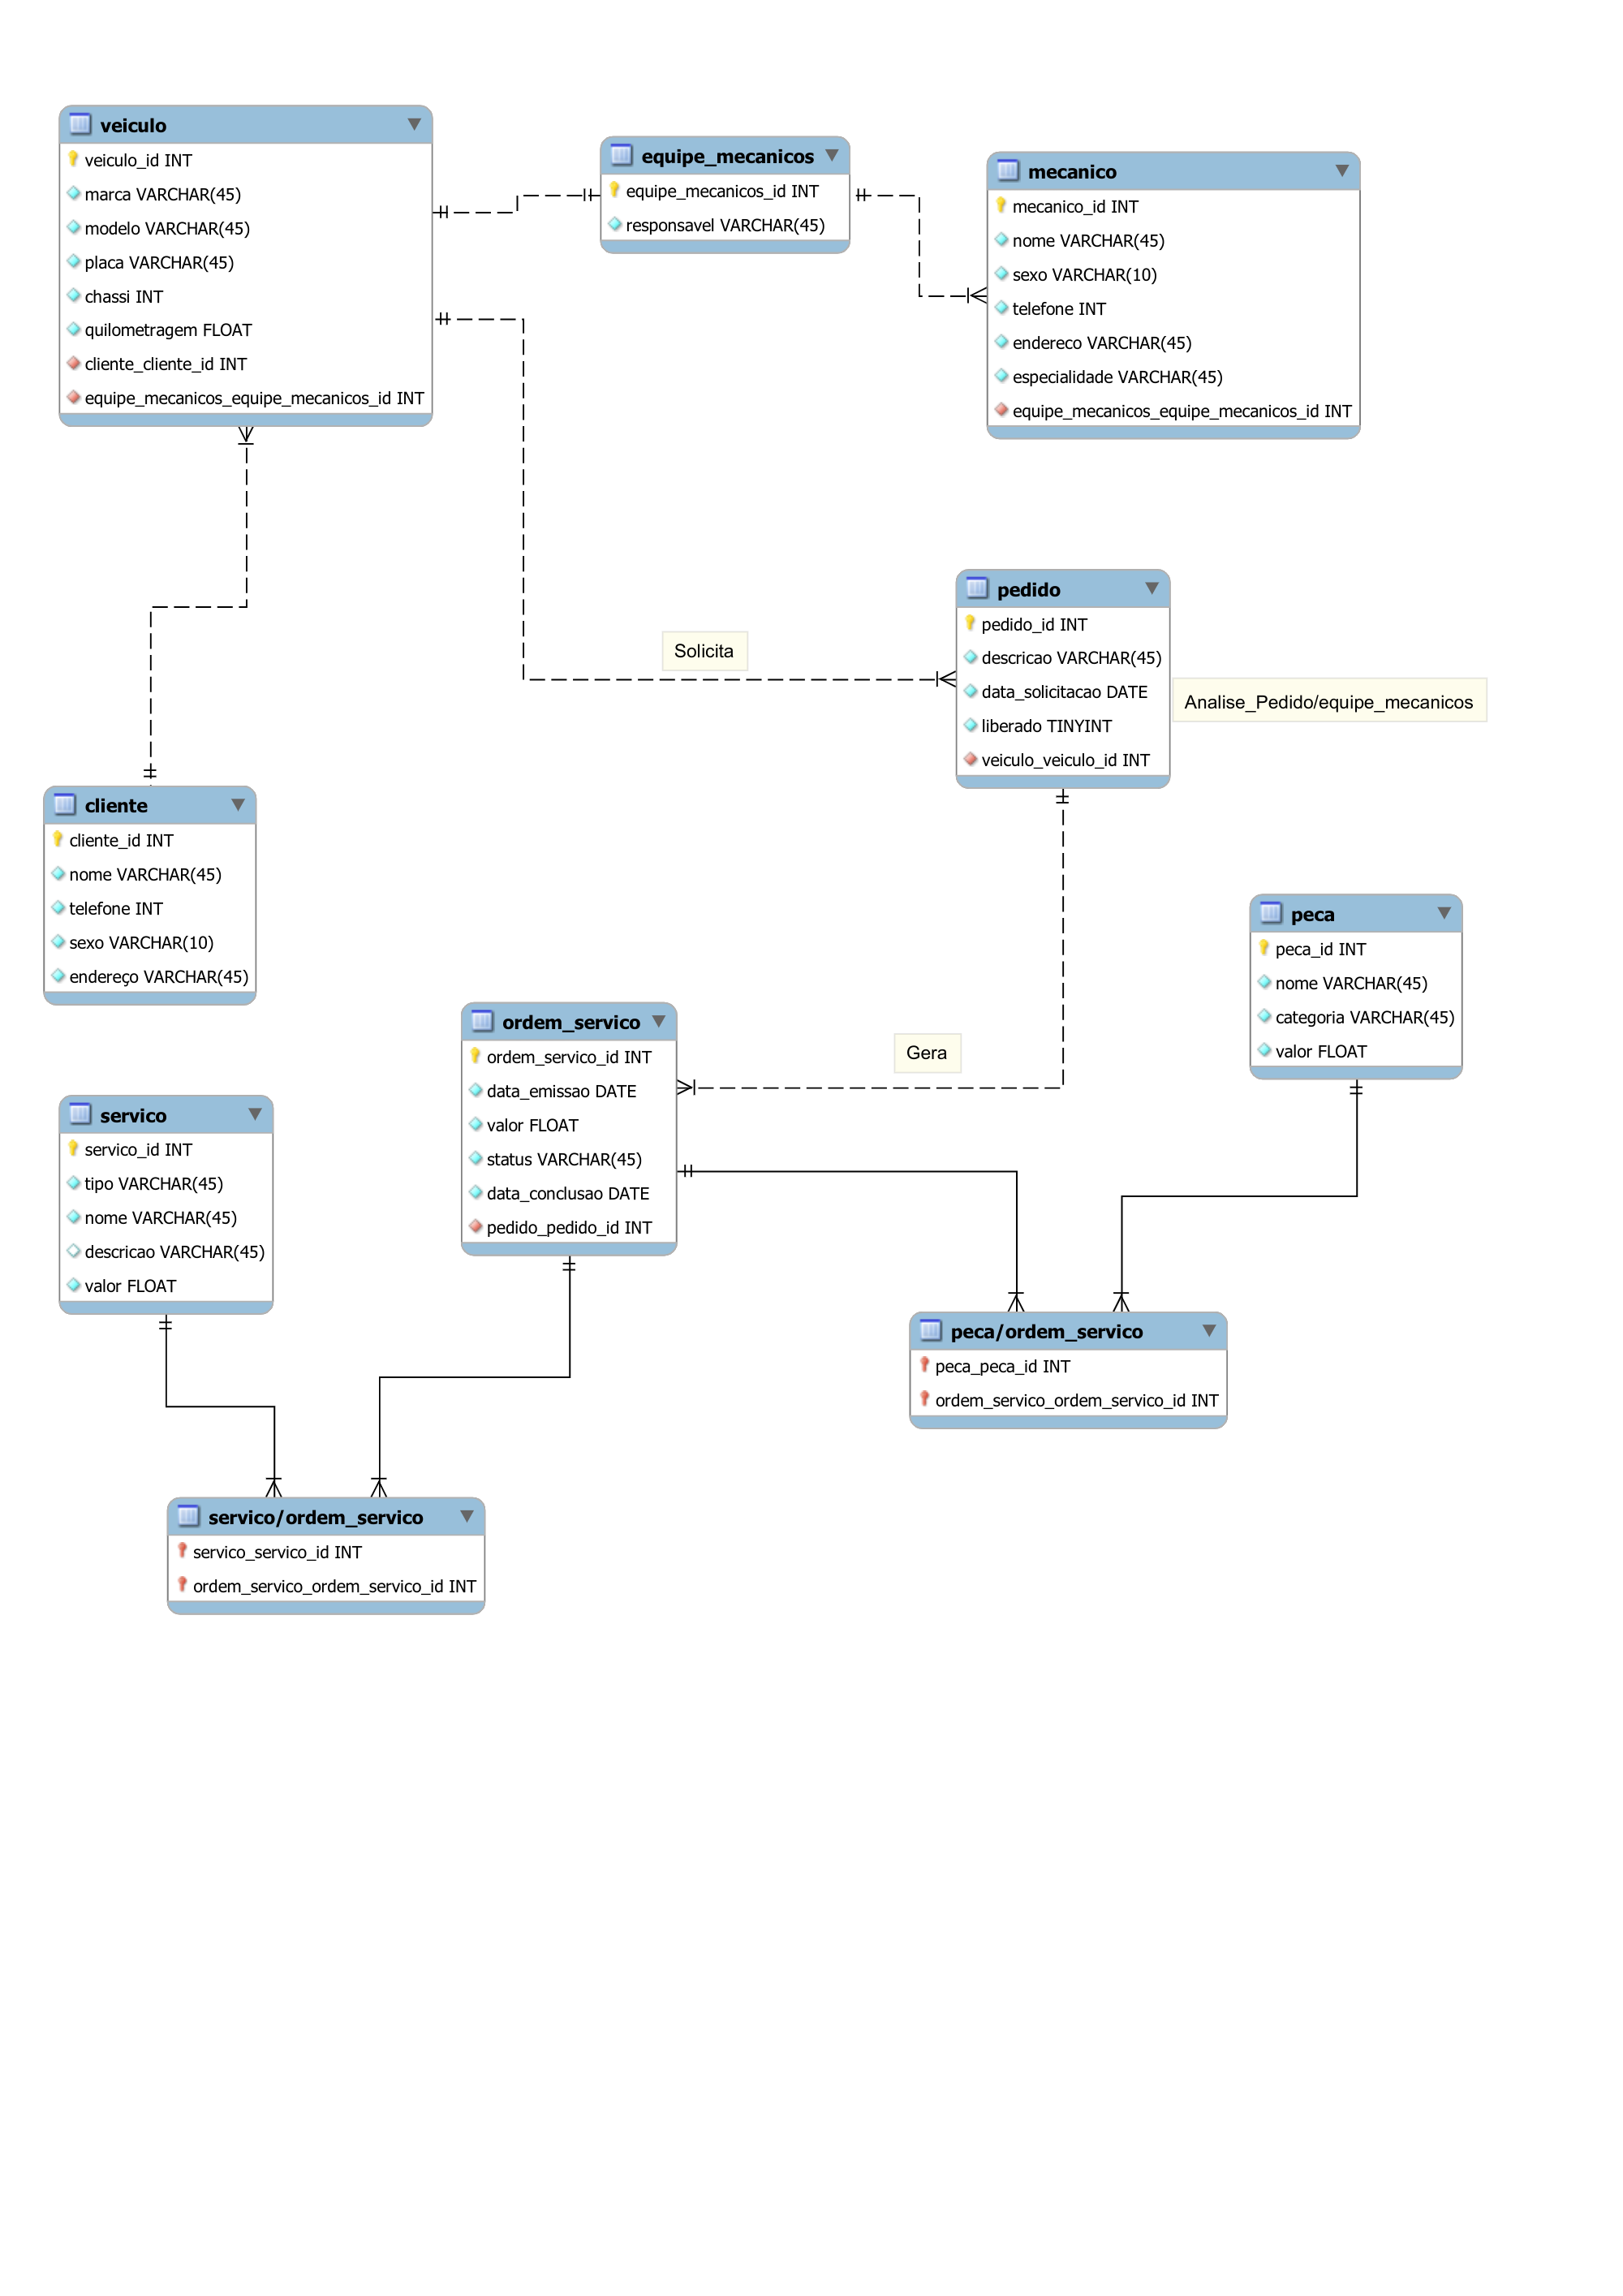 veiculo
veiculo_id INT
marca VARCHAR(45)
modelo VARCHAR(45)
placa VARCHAR(45)
chassi INT
quilometragem FLOAT
cliente_cliente_id INT
equipe_mecanicos_equipe_mecanicos_id INT
equipe_mecanicos
equipe_mecanicos_id INT
responsavel VARCHAR(45)
mecanico
mecanico_id INT
nome VARCHAR(45)
sexo VARCHAR(10)
telefone INT
endereco VARCHAR(45)
especialidade VARCHAR(45)
equipe_mecanicos_equipe_mecanicos_id INT
Solicita
pedido
pedido_id INT
descricao VARCHAR(45)
data_solicitacao DATE
liberado TINYINT
veiculo_veiculo_id INT
Analise_Pedido/equipe_mecanicos
cliente
cliente_id INT
nome VARCHAR(45)
telefone INT
sexo VARCHAR(10)
endereço VARCHAR(45)
peca
peca_id INT
nome VARCHAR(45)
categoria VARCHAR(45)
valor FLOAT
ordem_servico
ordem_servico_id INT
data_emissao DATE
valor FLOAT
status VARCHAR(45)
data_conclusao DATE
pedido_pedido_id INT
Gera
servico
servico_id INT
tipo VARCHAR(45)
nome VARCHAR(45)
descricao VARCHAR(45)
valor FLOAT
peca/ordem_servico
peca_peca_id INT
ordem_servico_ordem_servico_id INT
servico/ordem_servico
servico_servico_id INT
ordem_servico_ordem_servico_id INT